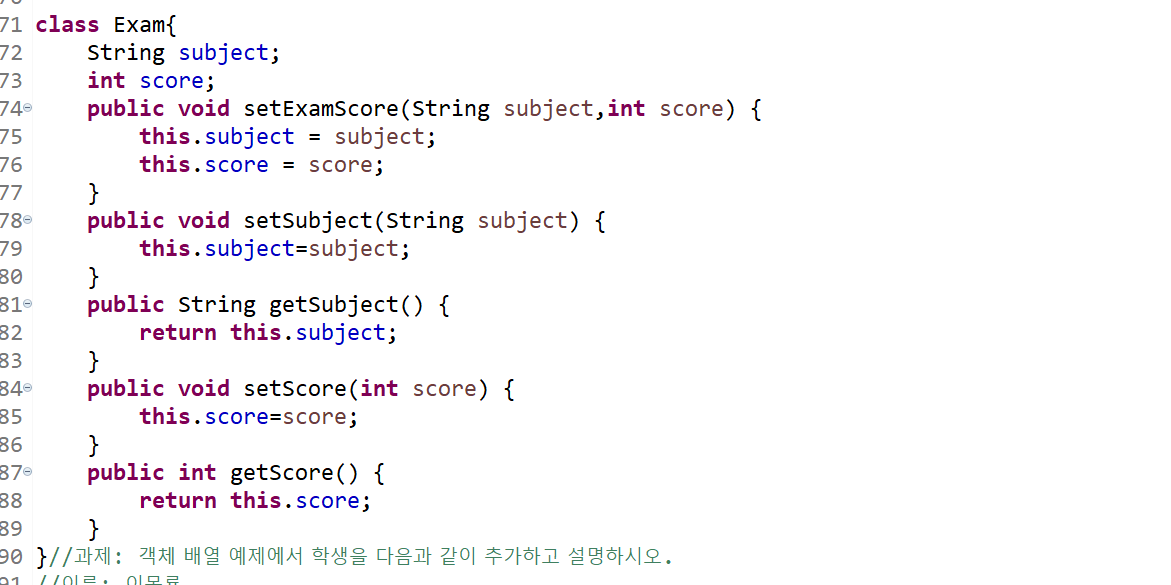 71 class Exam{
72     String subject;
73     int score;
74     public void setExamScore(String subject,int score) {
75         this.subject = subject;
76         this.score = score;
77     }
78     public void setSubject(String subject) {
79         this.subject=subject;
80     }
81     public String getSubject() {
82         return this.subject;
83     }
84     public void setScore(int score) {
85         this.score=score;
86     }
87     public int getScore() {
88         return this.score;
89     }
90 }//과제: 객체 배열 예제에서 학생을 다음과 같이 추가하고 설명하시오.
91 //이름: